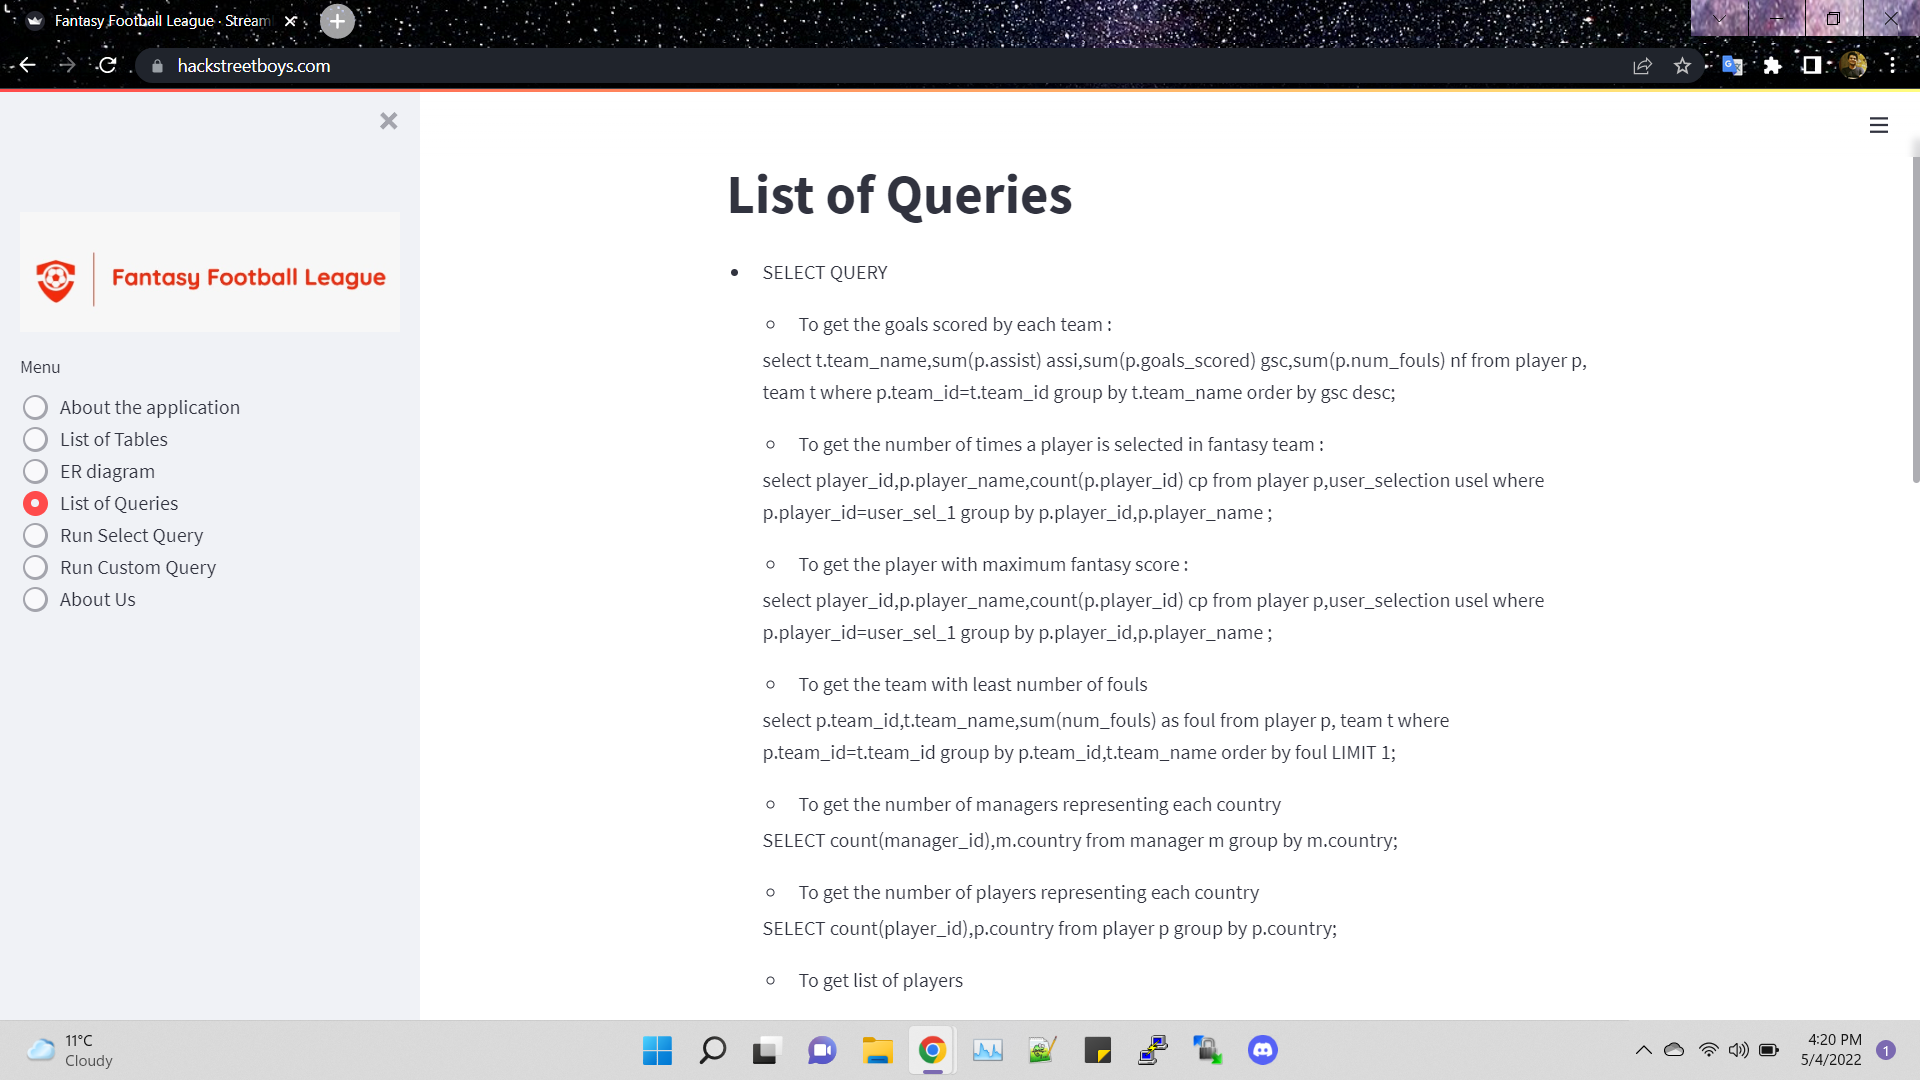 Fantasy Football League · Stream
hackstreetboys.com
Fantasy Football League
Menu
About the application
List of Tables
ER diagram
List of Queries
Run Select Query
Run Custom Query
About Us
List of Queries
SELECT QUERY
To get the goals scored by each team :
select t.team_name,sum(p.assist) assi,sum(p.goals_scored) gsc,sum(p.num_fouls) nf from player p,
team t where p.team_id=t.team_id group by t.team_name order by gsc desc;
To get the number of times a player is selected in fantasy team :
select player_id,p.player_name,count(p.player_id) cp from player p,user_selection usel where
p.player_id=user_sel_1 group by p.player_id,p.player_name ;
To get the player with maximum fantasy score :
select player_id,p.player_name,count(p.player_id) cp from player p,user_selection usel where
p.player_id=user_sel_1 group by p.player_id,p.player_name ;
To get the team with least number of fouls
select p.team_id,t.team_name,sum(num_fouls) as foul from player p, team t where
p.team_id=t.team_id group by p.team_id,t.team_name order by foul LIMIT 1;
To get the number of managers representing each country
SELECT count(manager_id),m.country from manager m group by m.country;
To get the number of players representing each country
SELECT count(player_id),p.country from player p group by p.country;
To get list of players
11°C
Cloudy
4:20 PM
5/4/2022
1